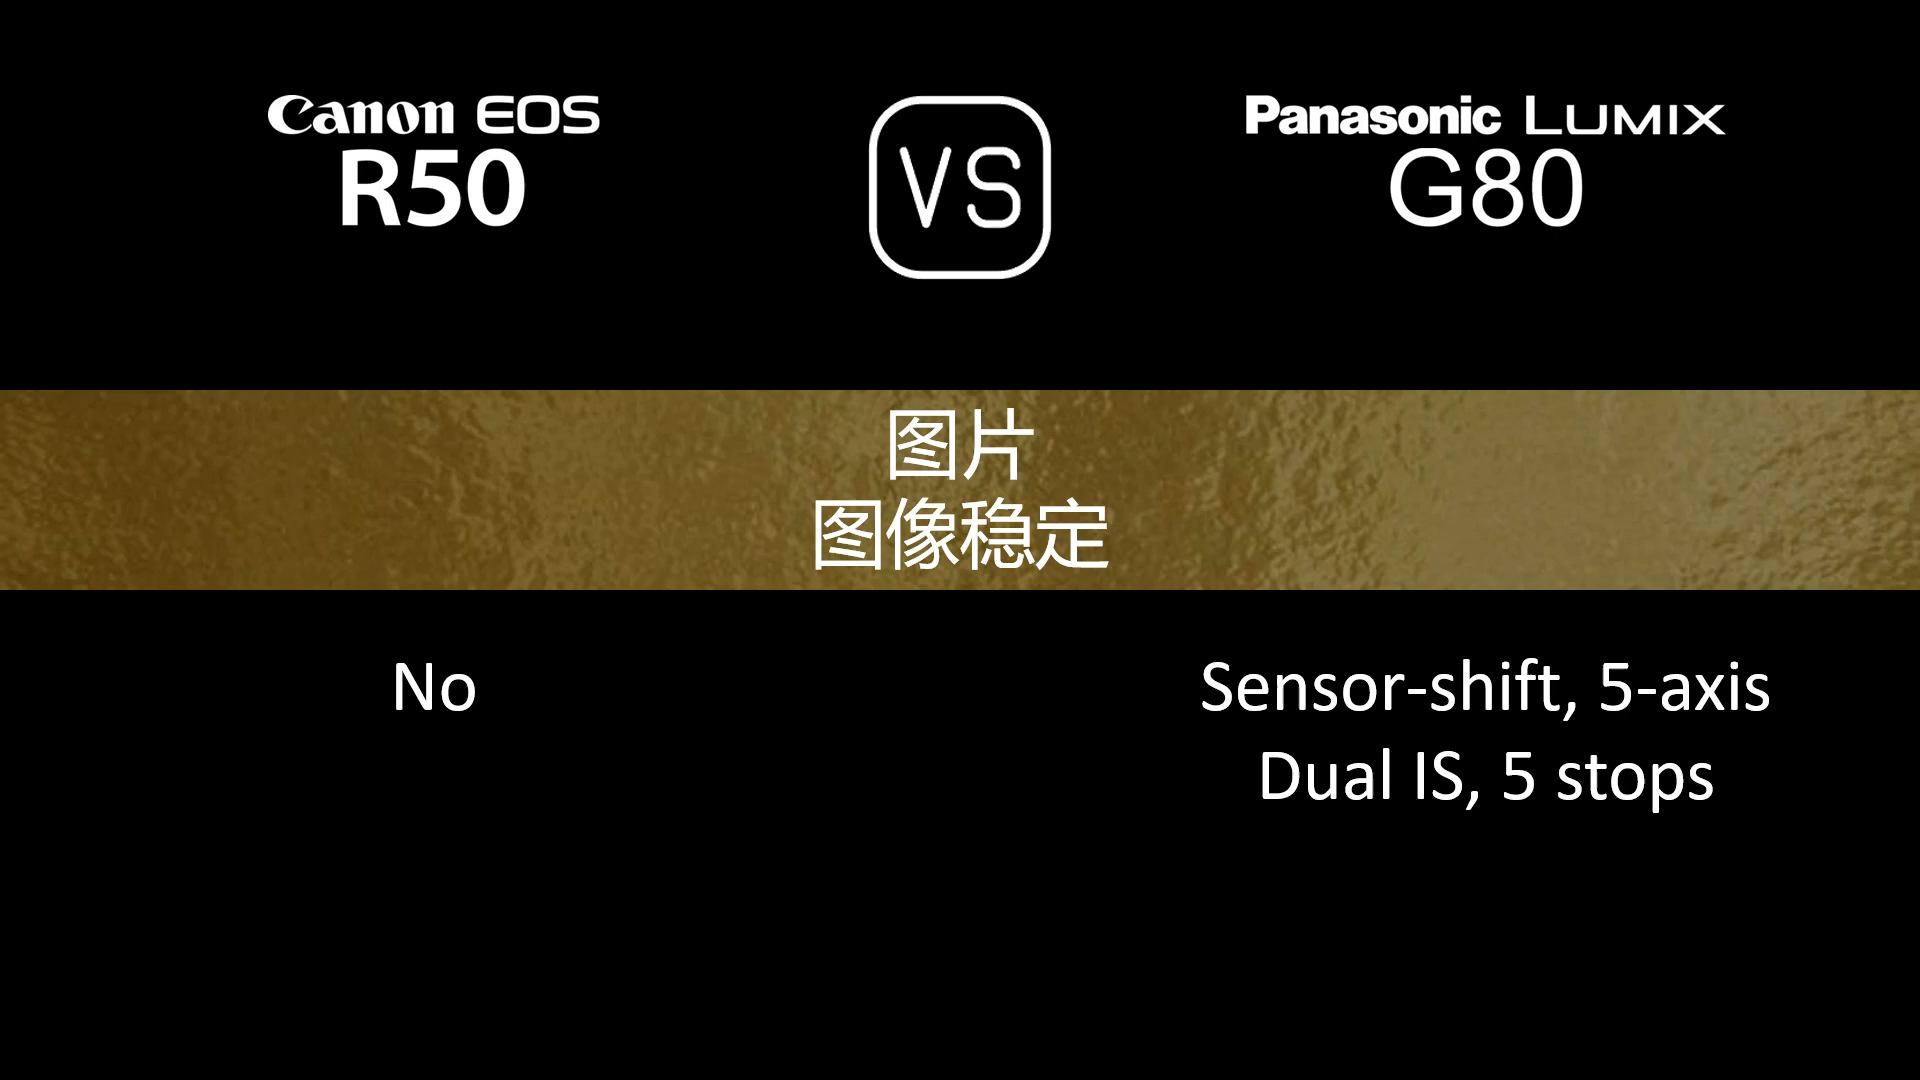 Canon EOS
R50
VS
Panasonic LUMIX
G80
图片
图像稳定
No
Sensor-shift, 5-axis
Dual IS, 5 stops